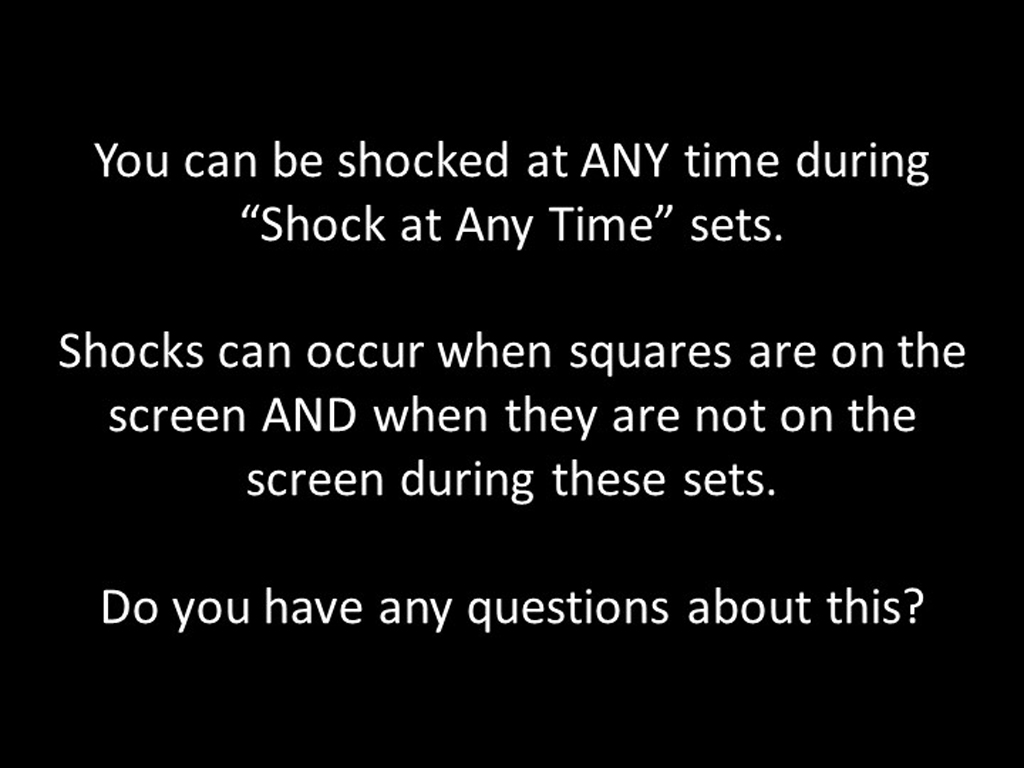 You can be shocked at ANY time during
“Shock at Any Time” sets.
Shocks can occur when squares are on the
screen AND when they are not on the
screen during these sets.
Do you have any questions about this?